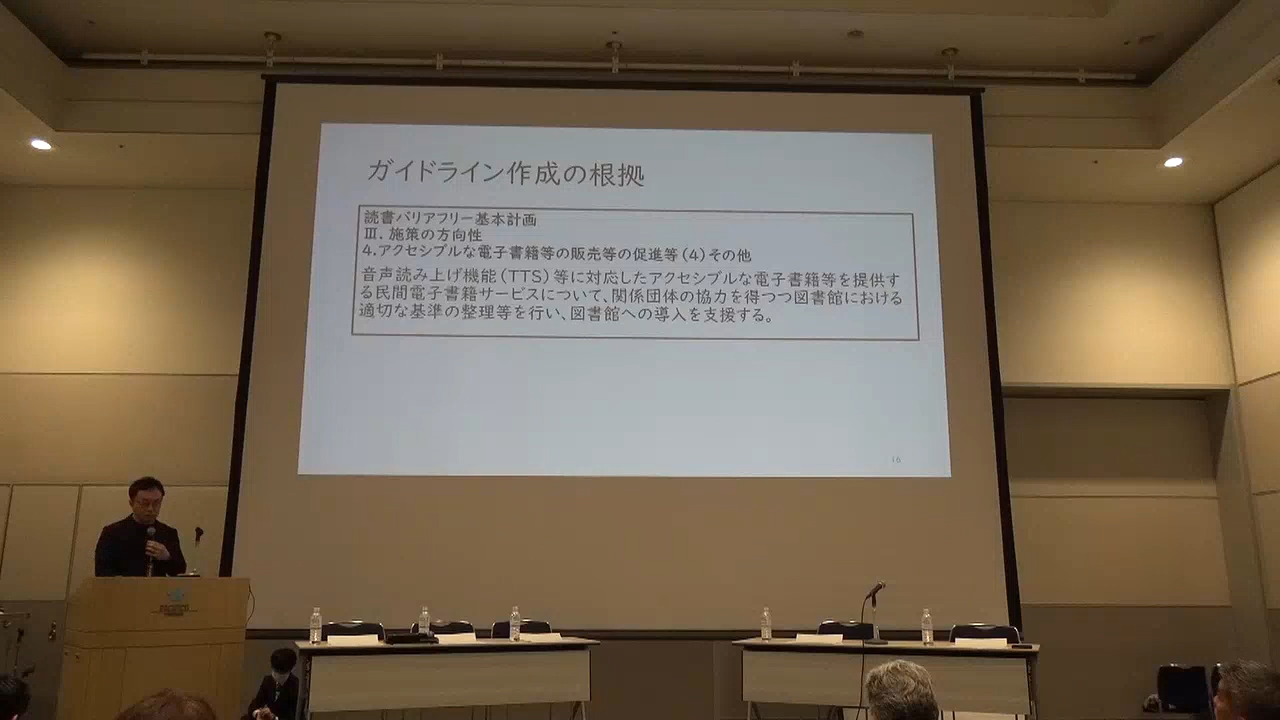 ガイドライン作成の根拠
読書バリアフリー基本計画
Ⅲ. 施策の方向性
4.アクセシブルな電子書籍等の販売等の促進等(4)その他
音声読み上げ機能(TTS)等に対応したアクセシブルな電子書籍等を提供す
る民間電子書籍サービスについて、関係団体の協力を得つつ図書館における
適切な基準の整理等を行い、図書館への導入を支援する。
16